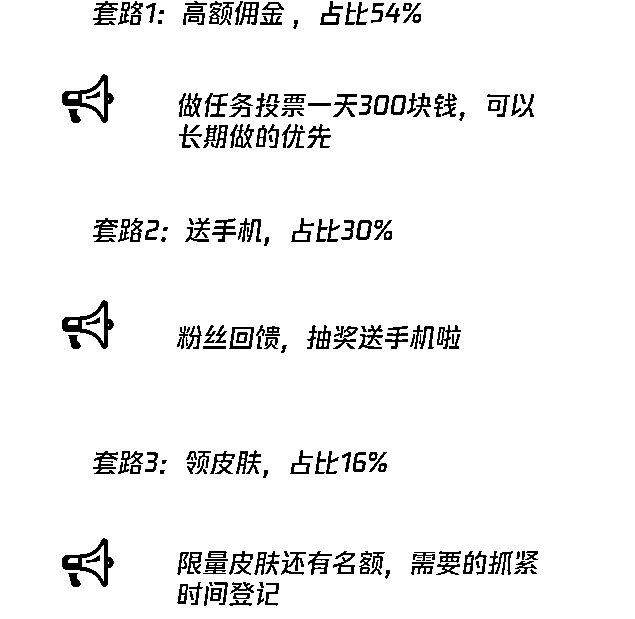 套路1：高额佣金，占比54%
做任务投票一天300块钱，可以
长期做的优先
套路2：送手机，占比30%
粉丝回馈，抽奖送手机啦
套路3：领皮肤，占比16%
限量皮肤还有名额，需要的抓紧
时间登记